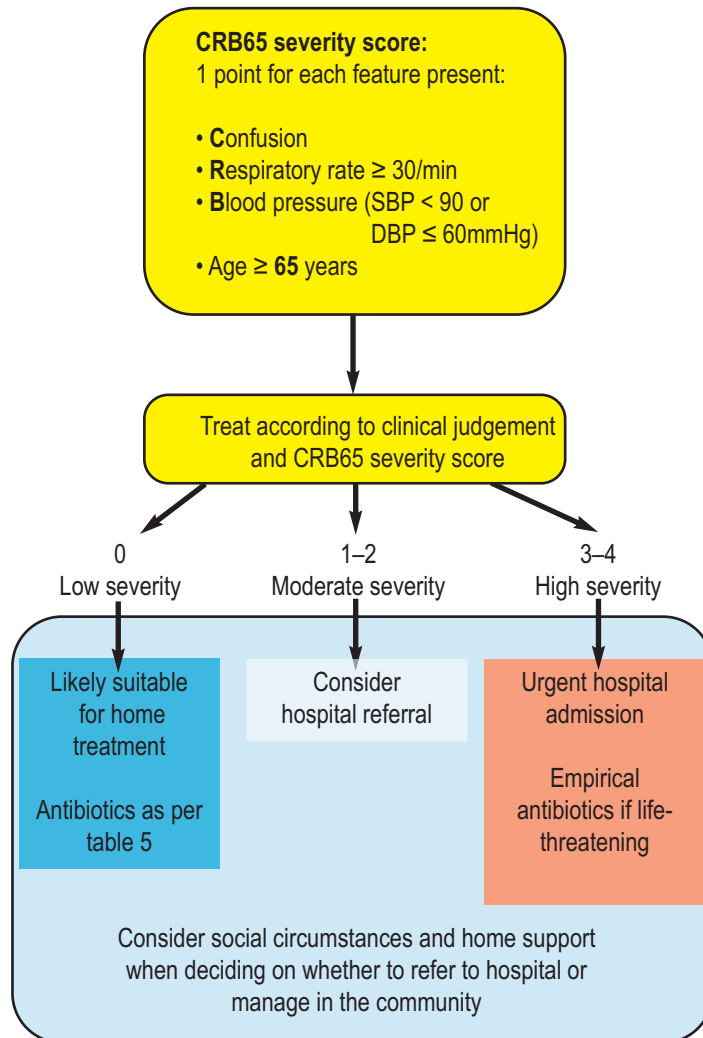 CRB65 severity score:
1 point for each feature present:
• Confusion
• Respiratory rate ≥ 30/min
• Blood pressure (SBP < 90 or
DBP ≤ 60mmHg)
• Age ≥ 65 years
Treat according to clinical judgement
and CRB65 severity score
0
Low severity
1–2
Moderate severity
3–4
High severity
Likely suitable
for home
treatment
Antibiotics as per
table 5
Consider
hospital referral
Urgent hospital
admission
Empirical
antibiotics if life-
threatening
Consider social circumstances and home support
when deciding on whether to refer to hospital or
manage in the community